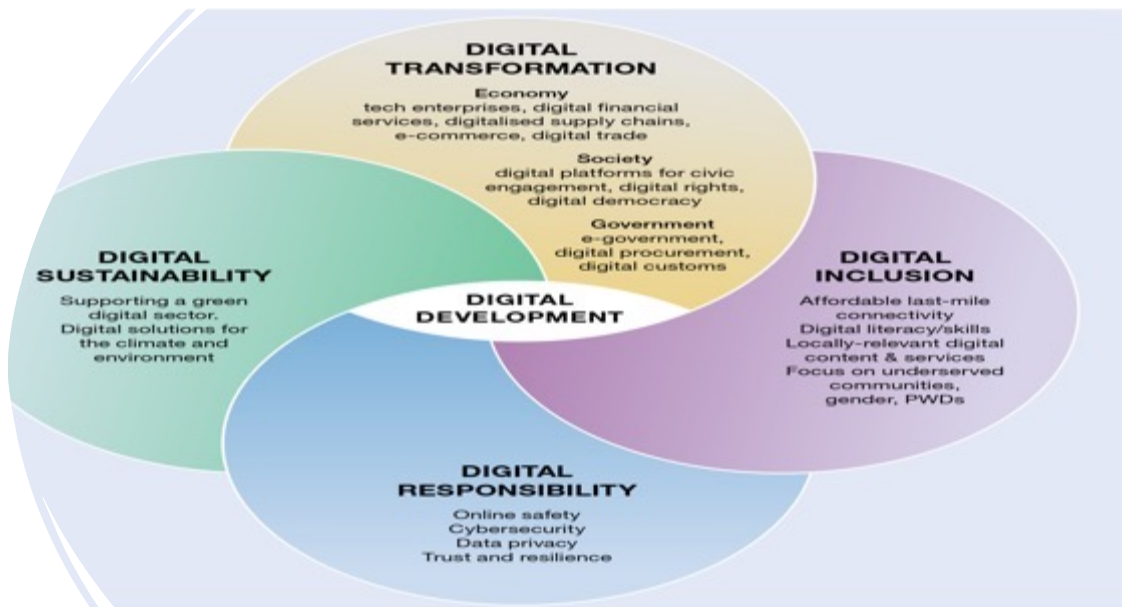 DIGITAL
TRANSFORMATION
Economy
tech enterprises, digital financial
services, digitalised supply chains,
e-commerce, digital trade
Society
digital platforms for civic
engagement, digital rights,
digital democracy
Government
e-government,
digital procurement,
digital customs
DIGITAL
SUSTAINABILITY
Supporting a green
digital sector.
Digital solutions for
the climate and
environment
DIGITAL
DEVELOPMENT
DIGITAL
INCLUSION
Affordable last-mile
connectivity
Digital literacy/skills
Locally-relevant digital
content & services
Focus on underserved
communities,
gender, PWDs
DIGITAL
RESPONSIBILITY
Online safety
Cybersecurity
Data privacy
Trust and resilience